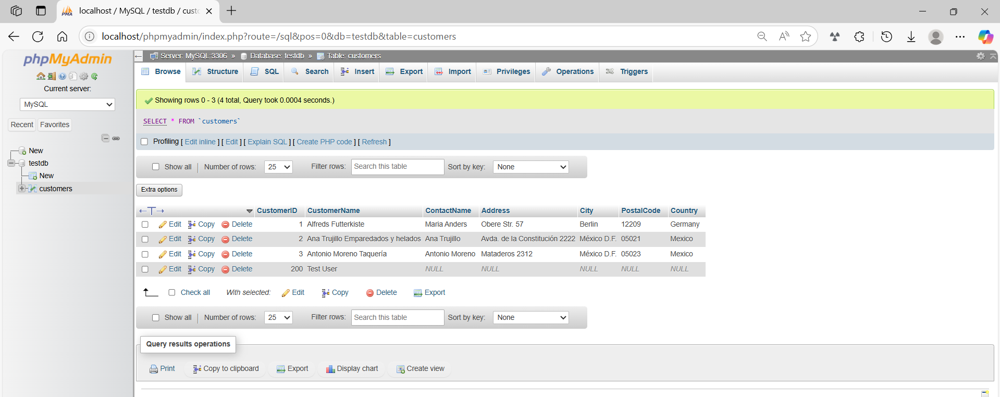 localhost / MySQL / testdb / cust
localhost/phpmyadmin/index.php?route=/sql&pos=0&db=testdb&table=customers
phpMyAdmin
Current server:
MySQL
Recent Favorites
New
testdb
New
customers
Server: MySQL:3306 » Database: testdb » Table: customers
Browse Structure SQL Search Insert Export Import Privileges Operations Triggers
Showing rows 0 - 3 (4 total, Query took 0.0004 seconds.)
SELECT * FROM `customers`
Profiling [ Edit inline ] [ Edit ] [ Explain SQL ] [ Create PHP code ] [ Refresh ]
Show all | Number of rows: 25 Filter rows: Search this table Sort by key: None
Extra options
CustomerID CustomerName ContactName Address City PostalCode Country
Edit Copy Delete 1 Alfreds Futterkiste Maria Anders Obere Str. 57 Berlin 12209 Germany
Edit Copy Delete 2 Ana Trujillo Emparedados y helados Ana Trujillo Avda. de la Constitución 2222 México D.F. 05021 Mexico
Edit Copy Delete 3 Antonio Moreno Taquería Antonio Moreno Mataderos 2312 México D.F. 05023 Mexico
Edit Copy Delete 200 Test User NULL NULL NULL NULL NULL
Check all With selected: Edit Copy Delete Export
Show all | Number of rows: 25 Filter rows: Search this table Sort by key: None
Query results operations
Print Copy to clipboard Export Display chart Create view